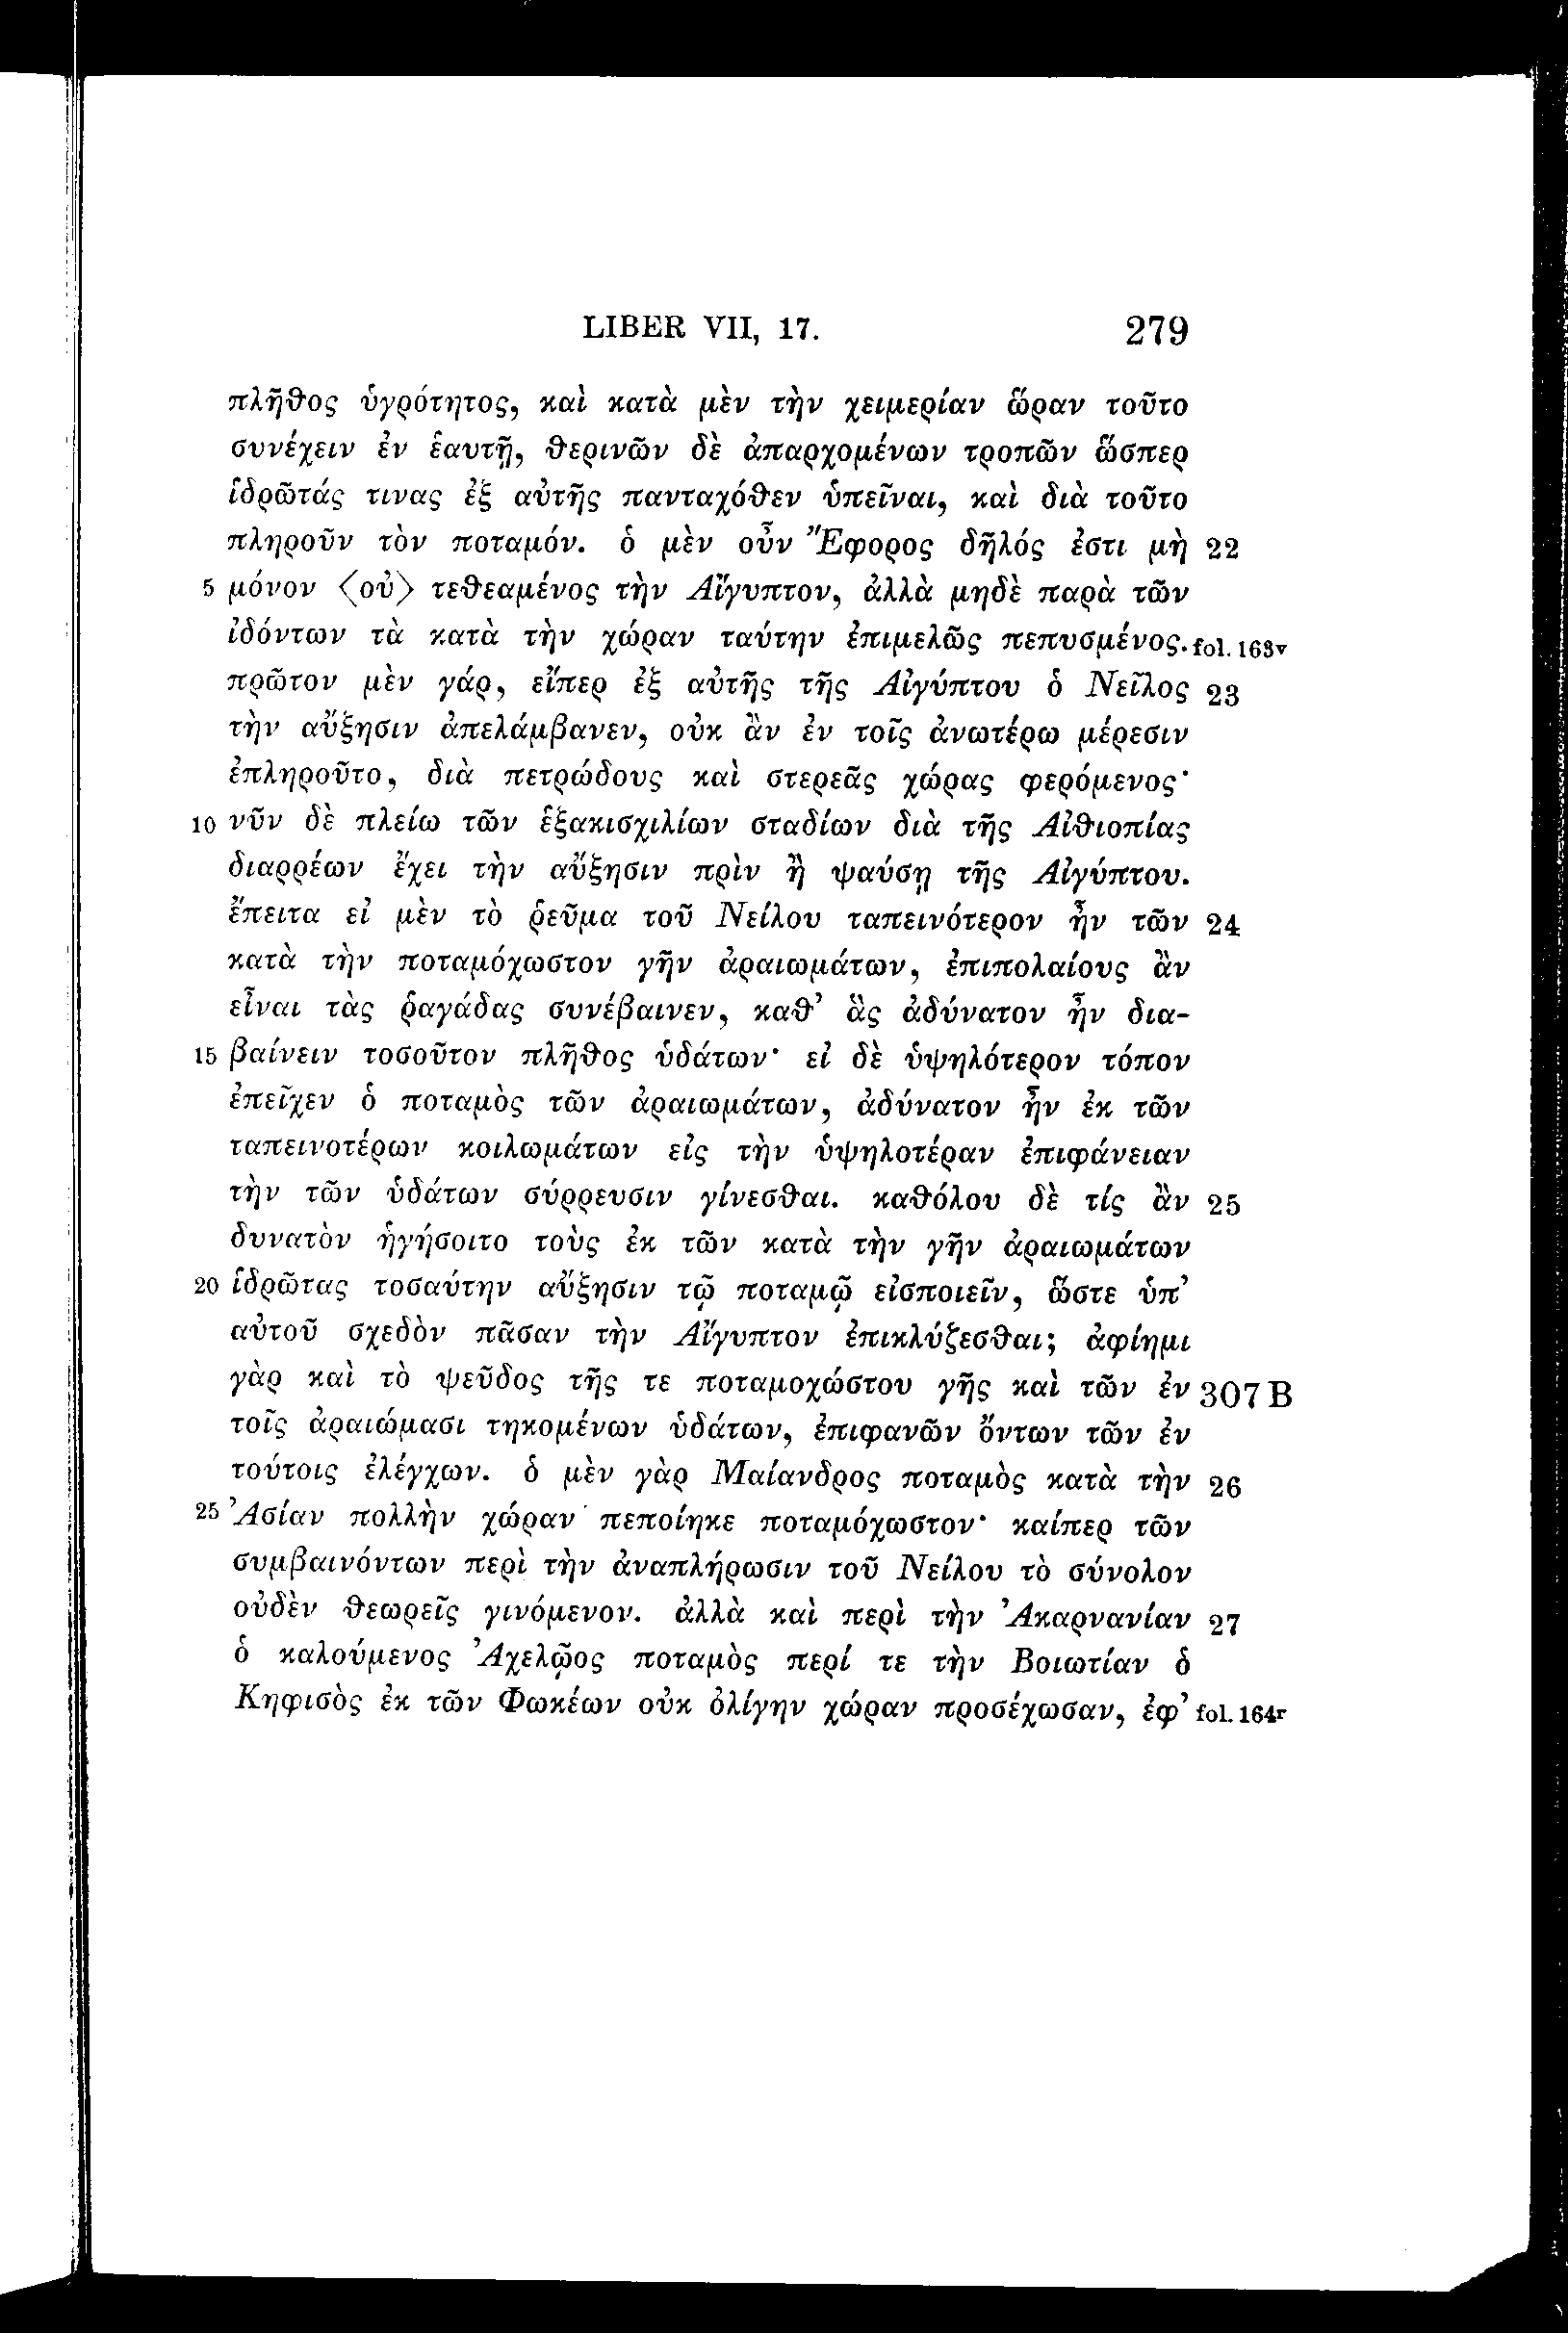 LIBER VII, 17. 279
πλῆθος ὑγρότητος, καὶ κατὰ μὲν τὴν χειμερίαν ὥραν τοῦτο
συνέχειν ἐν ἑαυτῇ, θερινῶν δὲ ἀπαρχομένων τροπῶν ὥσπερ
ἱδρῶτάς τινας ἐξ αὐτῆς πανταχόθεν ὑπεῖναι, καὶ διὰ τοῦτο
πληροῦν τὸν ποταμόν. ὁ μὲν οὖν Ἔφορος δῆλός ἐστι μὴ 22
5 μόνον 〈οὐ〉 τεθεαμένος τὴν Αἴγυπτον, ἀλλὰ μηδὲ παρὰ τῶν
ἰδόντων τὰ κατὰ τὴν χώραν ταύτην ἐπιμελῶς πεπυσμένος. fol. 163v
πρῶτον μὲν γάρ, εἴπερ ἐξ αὐτῆς τῆς Αἰγύπτου ὁ Νεῖλος 23
τὴν αὔξησιν ἀπελάμβανεν, οὐκ ἂν ἐν τοῖς ἀνωτέρω μέρεσιν
ἐπληροῦτο, διὰ πετρώδους καὶ στερεᾶς χώρας φερόμενος·
10 νῦν δὲ πλείω τῶν ἑξακισχιλίων σταδίων διὰ τῆς Αἰθιοπίας
διαρρέων ἔχει τὴν αὔξησιν πρὶν ἢ ψαύσῃ τῆς Αἰγύπτου.
ἔπειτα εἰ μὲν τὸ ῥεῦμα τοῦ Νείλου ταπεινότερον ἦν τῶν 24
κατὰ τὴν ποταμόχωστον γῆν ἀραιωμάτων, ἐπιπολαίους ἂν
εἶναι τὰς ῥαγάδας συνέβαινεν, καθ’ ἃς ἀδύνατον ἦν δια-
15 βαίνειν τοσοῦτον πλῆθος ὑδάτων· εἰ δὲ ὑψηλότερον τόπον
ἐπεῖχεν ὁ ποταμὸς τῶν ἀραιωμάτων, ἀδύνατον ἦν ἐκ τῶν
ταπεινοτέρων κοιλωμάτων εἰς τὴν ὑψηλοτέραν ἐπιφάνειαν
τὴν τῶν ὑδάτων σύρρευσιν γίνεσθαι. καθόλου δὲ τίς ἂν 25
δυνατὸν ἡγήσοιτο τοὺς ἐκ τῶν κατὰ τὴν γῆν ἀραιωμάτων
20 ἱδρῶτας τοσαύτην αὔξησιν τῷ ποταμῷ εἰσποιεῖν, ὥστε ὑπ’
αὐτοῦ σχεδὸν πᾶσαν τὴν Αἴγυπτον ἐπικλύζεσθαι; ἀφίημι
γὰρ καὶ τὸ ψεῦδος τῆς τε ποταμοχώστου γῆς καὶ τῶν ἐν 307 B
τοῖς ἀραιώμασι τηκομένων ὑδάτων, ἐπιφανῶν ὄντων τῶν ἐν
τούτοις ἐλέγχων. ὁ μὲν γὰρ Μαίανδρος ποταμὸς κατὰ τὴν 26
25 Ἀσίαν πολλὴν χώραν πεποίηκε ποταμόχωστον· καίπερ τῶν
συμβαινόντων περὶ τὴν ἀναπλήρωσιν τοῦ Νείλου τὸ σύνολον
οὐδὲν θεωρεῖς γινόμενον. ἀλλὰ καὶ περὶ τὴν Ἀκαρνανίαν 27
ὁ καλούμενος Ἀχελῷος ποταμὸς περί τε τὴν Βοιωτίαν ὁ
Κηφισὸς ἐκ τῶν Φωκέων οὐκ ὀλίγην χώραν προσέχωσαν, ἐφ’ fol. 164r